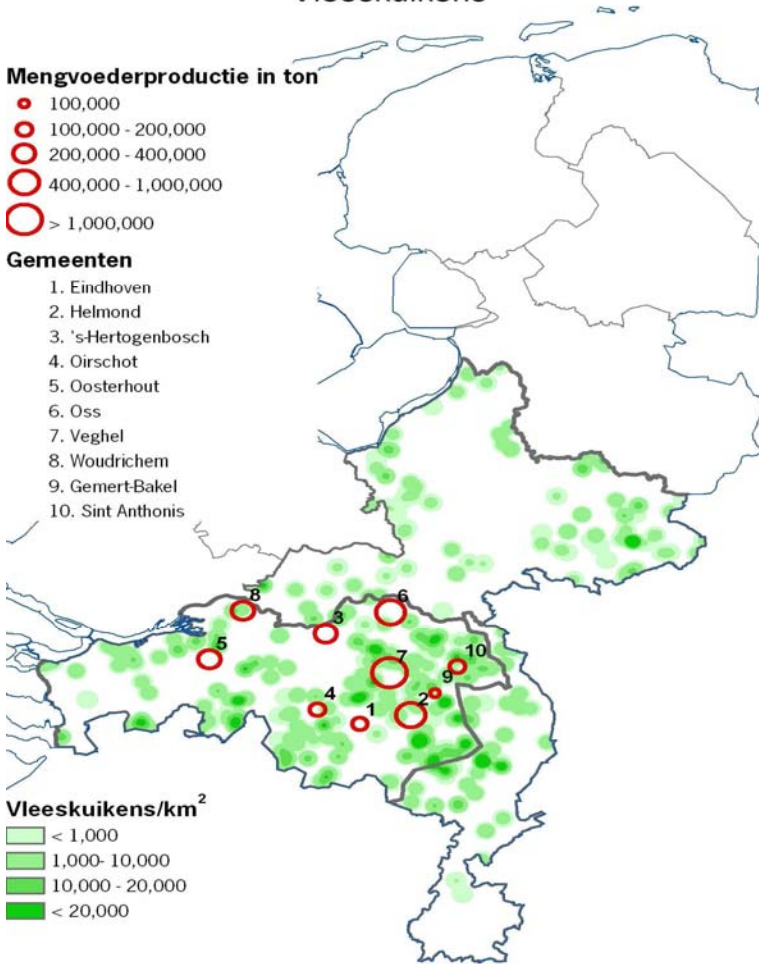 Vleeskuikens
Mengvoederproductie in ton
100,000
100,000 - 200,000
200,000 - 400,000
400,000 - 1,000,000
> 1,000,000
Gemeenten
1. Eindhoven
2. Helmond
3. 's-Hertogenbosch
4. Oirschot
5. Oosterhout
6. Oss
7. Veghel
8. Woudrichem
9. Gemert-Bakel
10. Sint Anthonis
8
6
3
5
10
7
9
4
2
1
Vleeskuikens/km²
< 1,000
1,000- 10,000
10,000 - 20,000
< 20,000